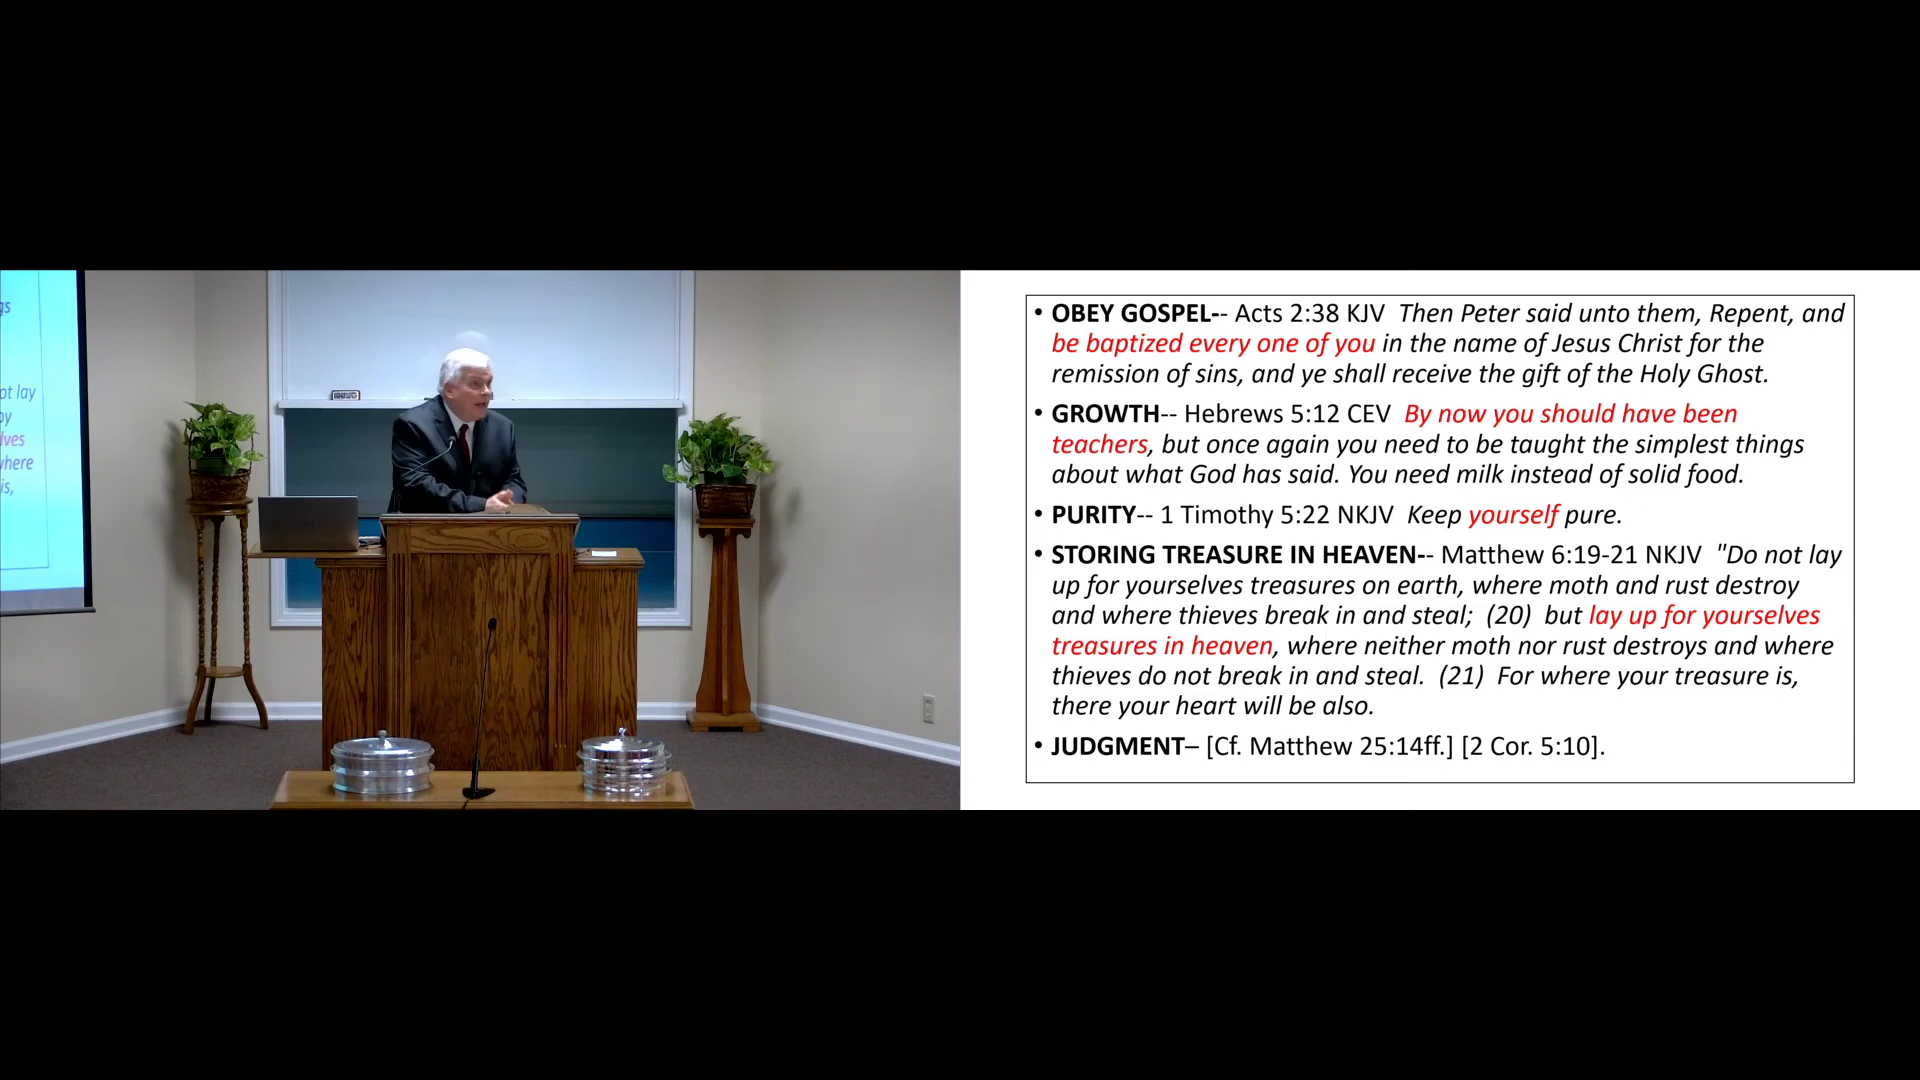 gs
ot lay
by
lves
where
is,
• OBEY GOSPEL-- Acts 2:38 KJV Then Peter said unto them, Repent, and
be baptized every one of you in the name of Jesus Christ for the
remission of sins, and ye shall receive the gift of the Holy Ghost.
• GROWTH-- Hebrews 5:12 CEV By now you should have been
teachers, but once again you need to be taught the simplest things
about what God has said. You need milk instead of solid food.
• PURITY-- 1 Timothy 5:22 NKJV Keep yourself pure.
• STORING TREASURE IN HEAVEN-- Matthew 6:19-21 NKJV "Do not lay
up for yourselves treasures on earth, where moth and rust destroy
and where thieves break in and steal; (20) but lay up for yourselves
treasures in heaven, where neither moth nor rust destroys and where
thieves do not break in and steal. (21) For where your treasure is,
there your heart will be also.
• JUDGMENT– [Cf. Matthew 25:14ff.] [2 Cor. 5:10].